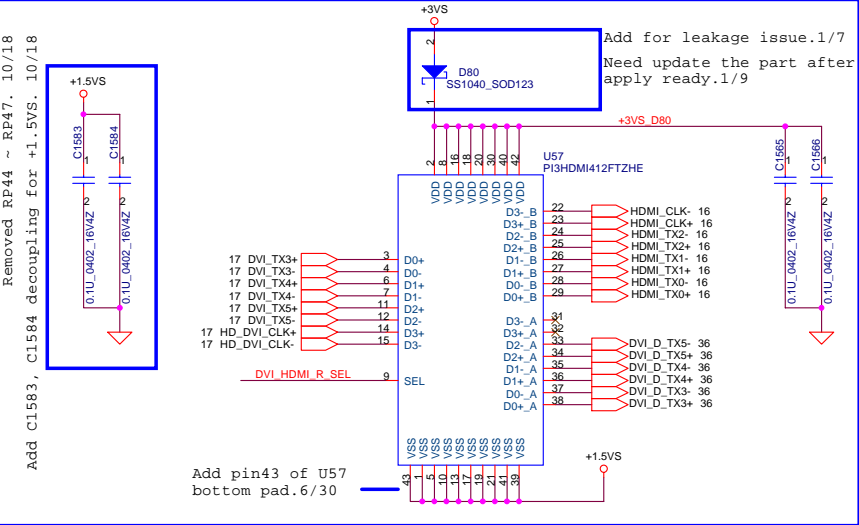 Removed RP44 ~ RP47. 10/18
Add C1583, C1584 decoupling for +1.5VS. 10/18
+1.5VS
C1583
1
2
0.1U_0402_16V4Z
C1584
1
2
0.1U_0402_16V4Z
+3VS
2
D80
SS1040_SOD123
1
Add for leakage issue.1/7
Need update the part after
apply ready.1/9
+3VS_D80
C1565
1
2
0.1U_0402_16V4Z
C1566
1
2
0.1U_0402_16V4Z
U57
PI3HDMI412FTZHE
2 8 16 18 20 30 40 42
VDD VDD VDD VDD VDD VDD VDD VDD
17 DVI_TX3+ 3 D0+
17 DVI_TX3- 4 D0-
17 DVI_TX4+ 6 D1+
17 DVI_TX4- 7 D1-
17 DVI_TX5+ 11 D2+
17 DVI_TX5- 12 D2-
17 HD_DVI_CLK+ 14 D3+
17 HD_DVI_CLK- 15 D3-
DVI_HDMI_R_SEL 9 SEL
D3-_B 22 HDMI_CLK- 16
D3+_B 23 HDMI_CLK+ 16
D2-_B 24 HDMI_TX2- 16
D2+_B 25 HDMI_TX2+ 16
D1-_B 26 HDMI_TX1- 16
D1+_B 27 HDMI_TX1+ 16
D0-_B 28 HDMI_TX0- 16
D0+_B 29 HDMI_TX0+ 16
D3-_A 31
D3+_A 32
D2-_A 33 DVI_D_TX5- 36
D2+_A 34 DVI_D_TX5+ 36
D1-_A 35 DVI_D_TX4- 36
D1+_A 36 DVI_D_TX4+ 36
D0-_A 37 DVI_D_TX3- 36
D0+_A 38 DVI_D_TX3+ 36
VSS VSS VSS VSS VSS VSS VSS VSS VSS VSS
43 1 5 10 13 17 19 21 41 39
+1.5VS
Add pin43 of U57
bottom pad.6/30